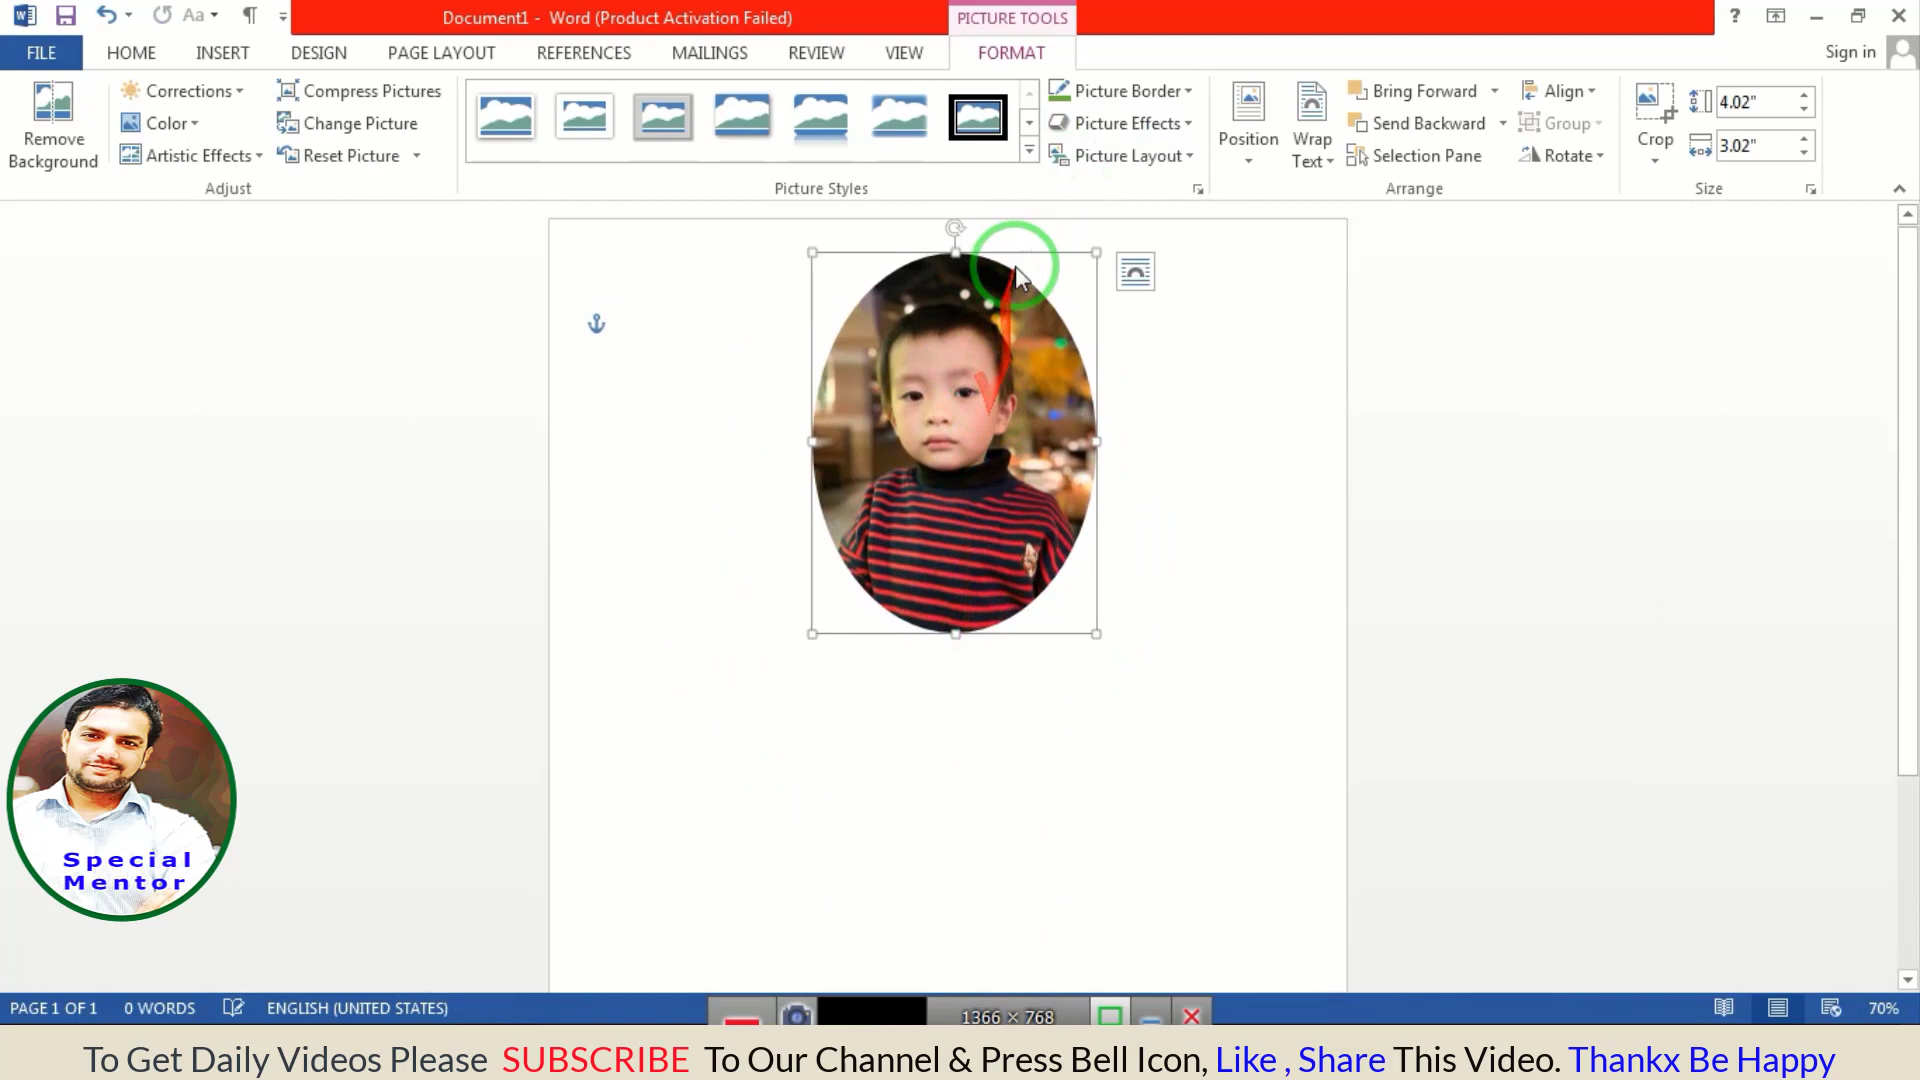 Document1 - Word (Product Activation Failed)
PICTURE TOOLS
?
Aa
FILE
HOME
INSERT
DESIGN
PAGE LAYOUT
REFERENCES
MAILINGS
REVIEW
VIEW
FORMAT
Sign in
Remove
Background
Corrections
Color
Artistic Effects
Compress Pictures
Change Picture
Reset Picture
Adjust
Picture Styles
Picture Border
Picture Effects
Picture Layout
Position
Wrap
Text
Bring Forward
Send Backward
Selection Pane
Align
Group
Rotate
Arrange
Crop
4.02"
3.02"
Size
Special
Mentor
PAGE 1 OF 1
0 WORDS
ENGLISH (UNITED STATES)
1366 × 768
70%
To Get Daily Videos Please SUBSCRIBE To Our Channel & Press Bell Icon, Like , Share This Video. Thankx Be Happy